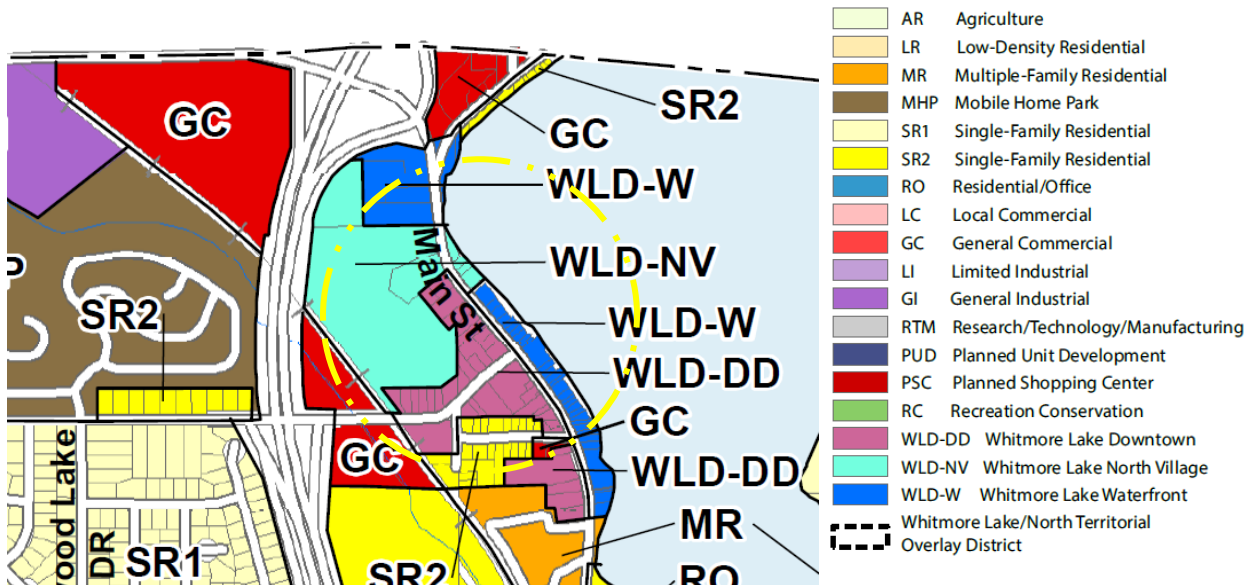 GC
SR2
GC
WLD-W
WLD-NV
Main St
P
SR2
WLD-W
WLD-DD
GC
GC
WLD-DD
MR
wood Lake
DR
SR1
SR2
RO
AR Agriculture
LR Low-Density Residential
MR Multiple-Family Residential
MHP Mobile Home Park
SR1 Single-Family Residential
SR2 Single-Family Residential
RO Residential/Office
LC Local Commercial
GC General Commercial
LI Limited Industrial
GI General Industrial
RTM Research/Technology/Manufacturing
PUD Planned Unit Development
PSC Planned Shopping Center
RC Recreation Conservation
WLD-DD Whitmore Lake Downtown
WLD-NV Whitmore Lake North Village
WLD-W Whitmore Lake Waterfront
Whitmore Lake/North Territorial
Overlay District